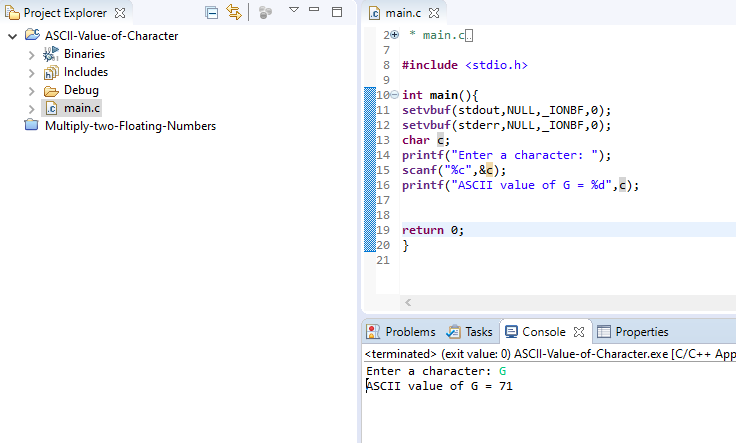 Project Explorer
ASCII-Value-of-Character
Binaries
Includes
Debug
main.c
Multiply-two-Floating-Numbers
main.c
2 * main.c
7
8 #include <stdio.h>
9
10 int main(){
11 setvbuf(stdout,NULL,_IONBF,0);
12 setvbuf(stderr,NULL,_IONBF,0);
13 char c;
14 printf("Enter a character: ");
15 scanf("%c",&c);
16 printf("ASCII value of G = %d",c);
17
18
19 return 0;
20 }
21
Problems Tasks Console Properties
<terminated> (exit value: 0) ASCII-Value-of-Character.exe [C/C++ App
Enter a character: G
ASCII value of G = 71